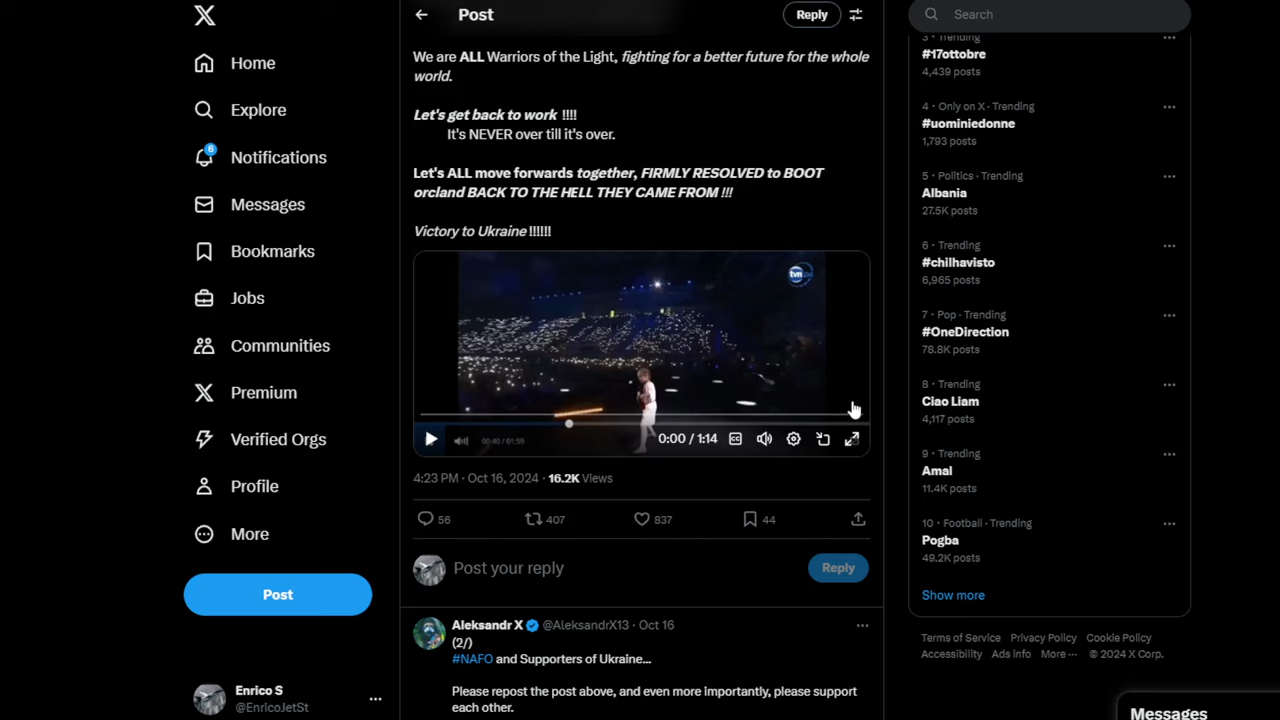 Home
Explore
6
Notifications
Messages
Bookmarks
Jobs
Communities
Premium
Verified Orgs
Profile
More
Post
Enrico S
@EnricoJetSt
Post
Reply
We are ALL Warriors of the Light, fighting for a better future for the whole
world.
Let's get back to work !!!!
It's NEVER over till it's over.
Let's ALL move forwards together, FIRMLY RESOLVED to BOOT
orcland BACK TO THE HELL THEY CAME FROM !!!
Victory to Ukraine !!!!!!
tvn
00:40 / 01:59
0:00 / 1:14
4:23 PM · Oct 16, 2024 · 16.2K Views
56
407
837
44
Post your reply
Reply
Aleksandr X @AleksandrX13 · Oct 16
(2/)
#NAFO and Supporters of Ukraine...
Please repost the post above, and even more importantly, please support
each other.
Search
3 · Trending
#17ottobre
4,439 posts
4 · Only on X · Trending
#uominiedonne
1,793 posts
5 · Politics · Trending
Albania
27.5K posts
6 · Trending
#chilhavisto
6,965 posts
7 · Pop · Trending
#OneDirection
78.8K posts
8 · Trending
Ciao Liam
4,117 posts
9 · Trending
Amal
11.4K posts
10 · Football · Trending
Pogba
49.2K posts
Show more
Terms of Service Privacy Policy Cookie Policy
Accessibility Ads info More ··· © 2024 X Corp.
Messages